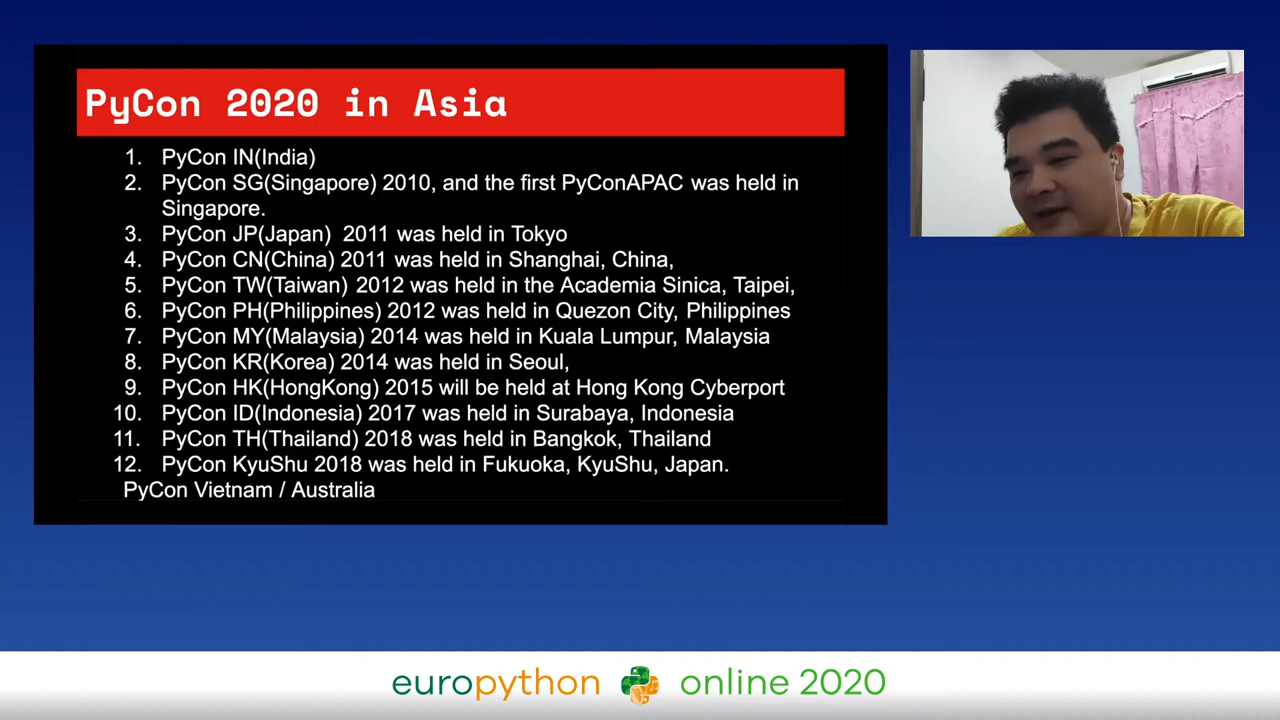 PyCon 2020 in Asia
1. PyCon IN(India)
2. PyCon SG(Singapore) 2010, and the first PyConAPAC was held in
Singapore.
3. PyCon JP(Japan)  2011 was held in Tokyo
4. PyCon CN(China) 2011 was held in Shanghai, China,
5. PyCon TW(Taiwan) 2012 was held in the Academia Sinica, Taipei,
6. PyCon PH(Philippines) 2012 was held in Quezon City, Philippines
7. PyCon MY(Malaysia) 2014 was held in Kuala Lumpur, Malaysia
8. PyCon KR(Korea) 2014 was held in Seoul,
9. PyCon HK(HongKong) 2015 will be held at Hong Kong Cyberport
10. PyCon ID(Indonesia) 2017 was held in Surabaya, Indonesia
11. PyCon TH(Thailand) 2018 was held in Bangkok, Thailand
12. PyCon KyuShu 2018 was held in Fukuoka, KyuShu, Japan.
PyCon Vietnam / Australia
europython online 2020